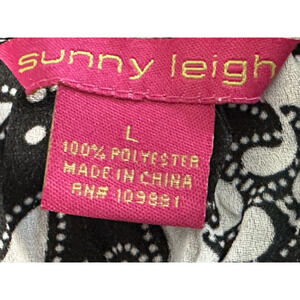 sunny leigh
L
100% POLYESTER
MADE IN CHINA
RN# 109881